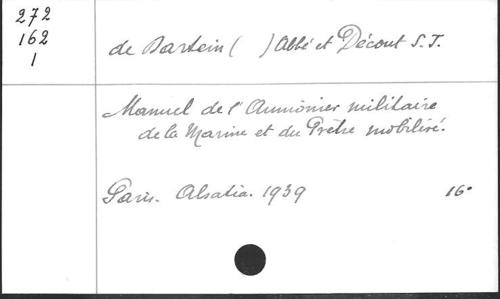 272
162
1
de Bartein ( ) Abbé et Décout S.J.
Manuel de l'Aumônier militaire
de la Marine et du Prêtre mobilisé.
Paris. Alsatia. 1939 16°